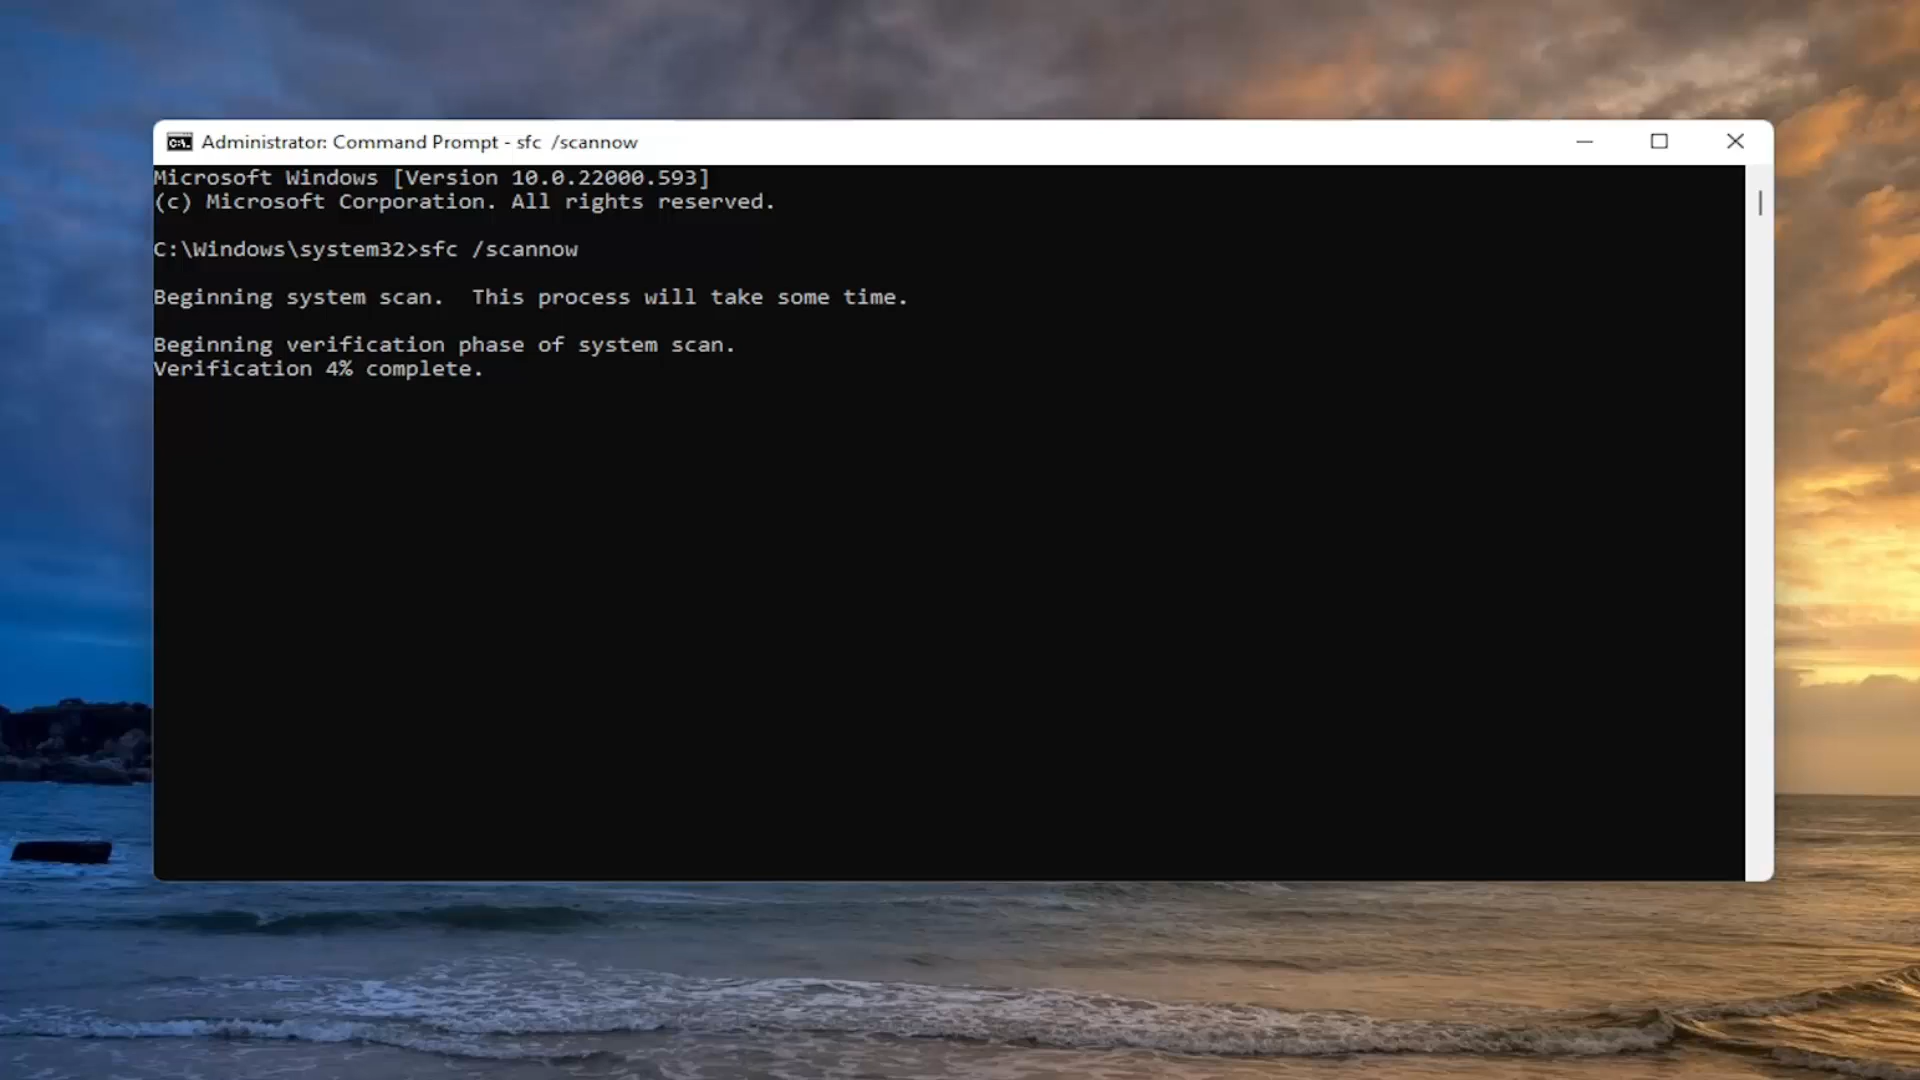 Administrator: Command Prompt - sfc  /scannow
Microsoft Windows [Version 10.0.22000.593]
(c) Microsoft Corporation. All rights reserved.
C:\Windows\system32>sfc /scannow
Beginning system scan.  This process will take some time.
Beginning verification phase of system scan.
Verification 4% complete.